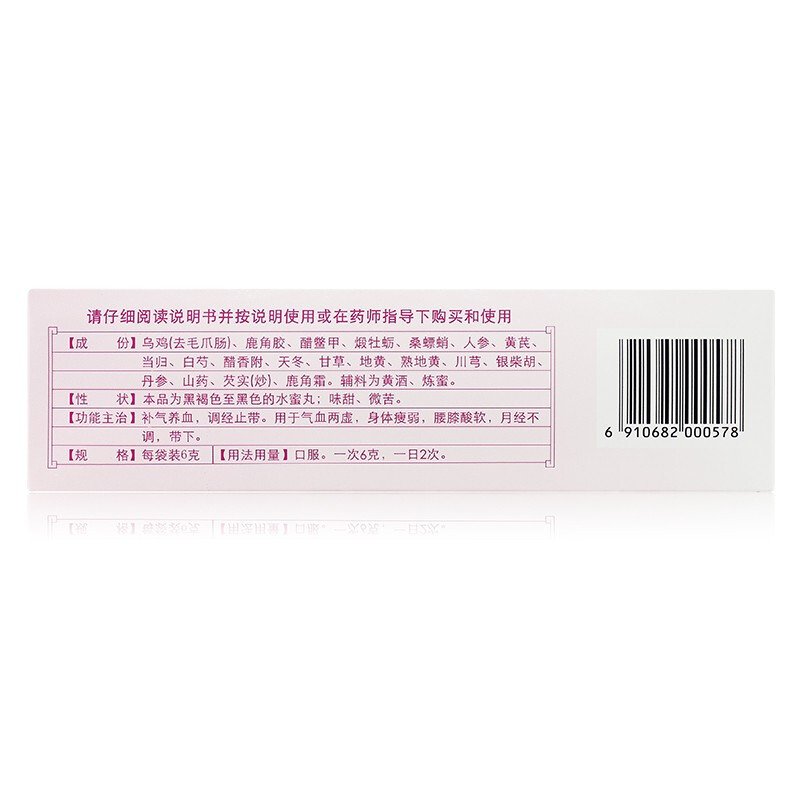 请仔细阅读说明书并按说明使用或在药师指导下购买和使用
【成 份】乌鸡(去毛爪肠)、鹿角胶、醋鳖甲、煅牡蛎、桑螵蛸、人参、黄芪、
当归、白芍、醋香附、天冬、甘草、地黄、熟地黄、川芎、银柴胡、
丹参、山药、芡实(炒)、鹿角霜。辅料为黄酒、炼蜜。
【性 状】本品为黑褐色至黑色的水蜜丸；味甜、微苦。
【功能主治】补气养血，调经止带。用于气血两虚，身体瘦弱，腰膝酸软，月经不
调，带下。
【规 格】每袋装6克 【用法用量】口服。一次6克，一日2次。
6 910682 000578